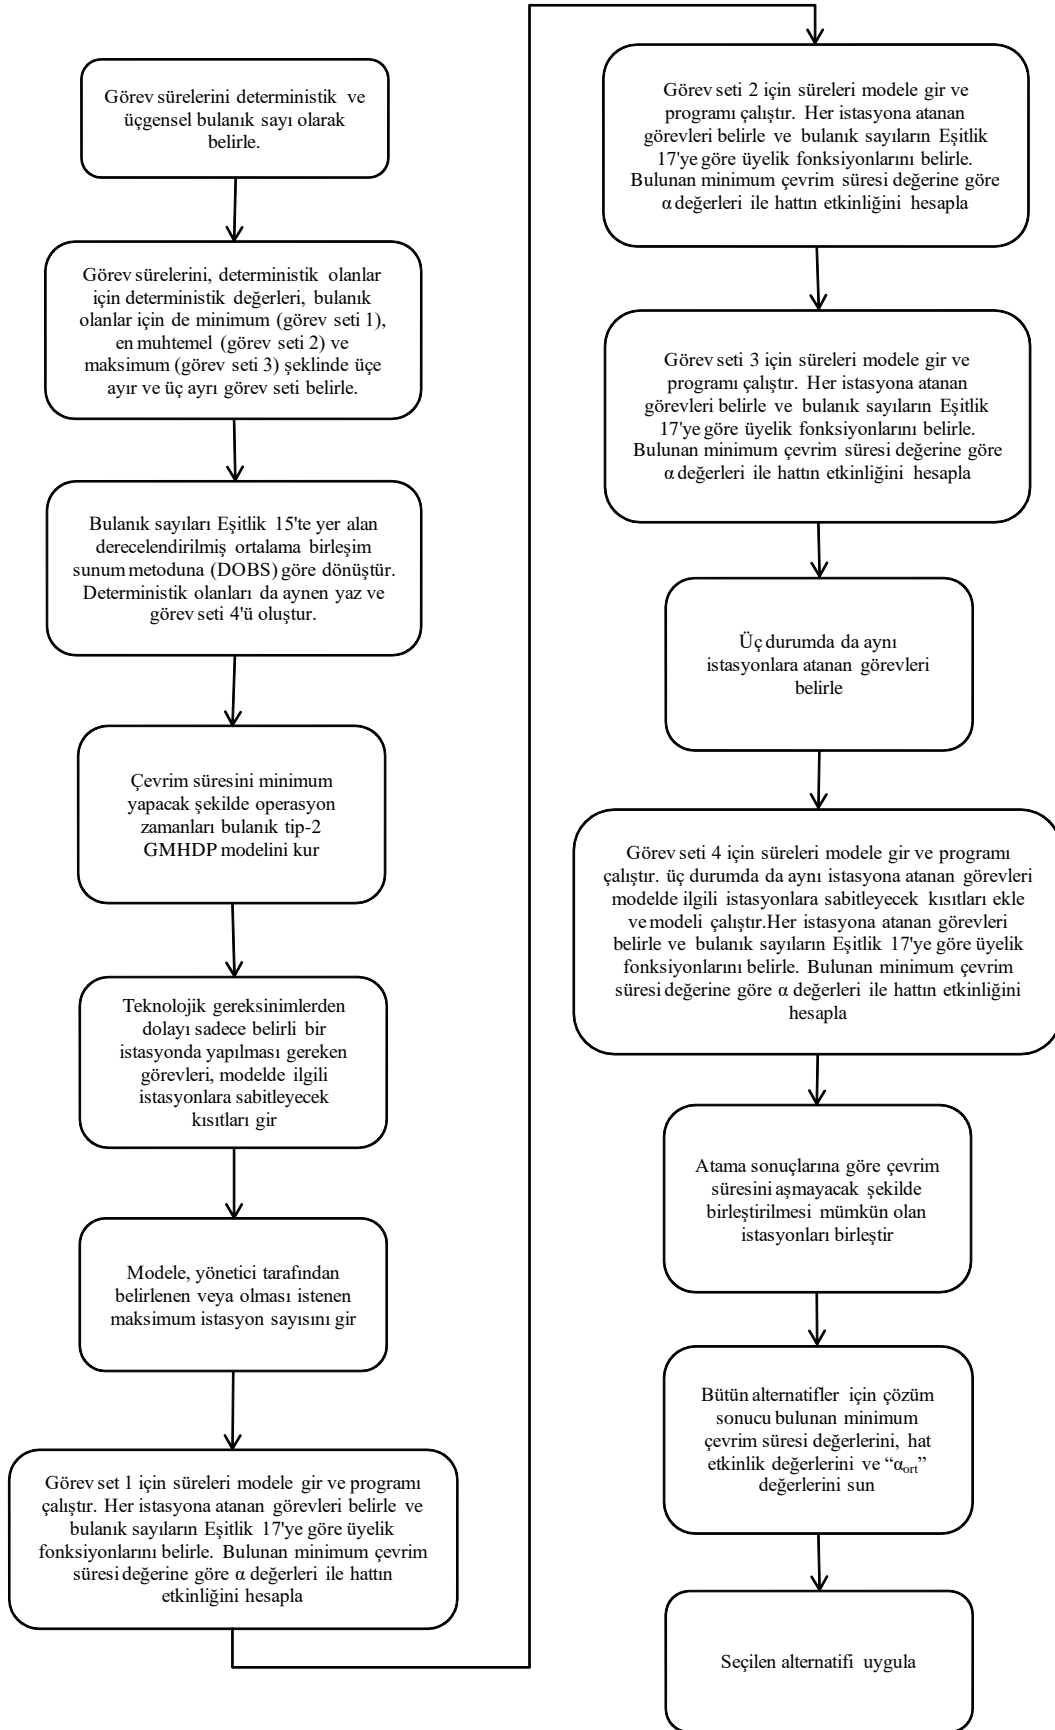 Görev sürelerini deterministik ve
üçgensel bulanık sayı olarak
belirle.
Görev sürelerini, deterministik olanlar
için deterministik değerleri, bulanık
olanlar için de minimum (görev seti 1),
en muhtemel (görev seti 2) ve
maksimum (görev seti 3) şeklinde üçe
ayır ve üç ayrı görev seti belirle.
Bulanık sayıları Eşitlik 15'te yer alan
derecelendirilmiş ortalama birleşim
sunum metoduna (DOBS) göre dönüştür.
Deterministik olanları da aynen yaz ve
görev seti 4'ü oluştur.
Çevrim süresini minimum
yapacak şekilde operasyon
zamanları bulanık tip-2
GMHDP modelini kur
Teknolojik gereksinimlerden
dolayı sadece belirli bir
istasyonda yapılması gereken
görevleri, modelde ilgili
istasyonlara sabitleyecek
kısıtları gir
Modele, yönetici tarafından
belirlenen veya olması istenen
maksimum istasyon sayısını gir
Görev set 1 için süreleri modele gir ve programı
çalıştır. Her istasyona atanan görevleri belirle ve
bulanık sayıların Eşitlik 17'ye göre üyelik
fonksiyonlarını belirle. Bulunan minimum çevrim
süresi değerine göre α değerleri ile hattın
etkinliğini hesapla
Görev seti 2 için süreleri modele gir ve
programı çalıştır. Her istasyona atanan
görevleri belirle ve bulanık sayıların Eşitlik
17'ye göre üyelik fonksiyonlarını belirle.
Bulunan minimum çevrim süresi değerine göre
α değerleri ile hattın etkinliğini hesapla
Görev seti 3 için süreleri modele gir ve
programı çalıştır. Her istasyona atanan
görevleri belirle ve bulanık sayıların Eşitlik
17'ye göre üyelik fonksiyonlarını belirle.
Bulunan minimum çevrim süresi değerine göre
α değerleri ile hattın etkinliğini hesapla
Üç durumda da aynı
istasyonlara atanan görevleri
belirle
Görev seti 4 için süreleri modele gir ve programı
çalıştır. üç durumda da aynı istasyona atanan görevleri
modelde ilgili istasyonlara sabitleyecek kısıtları ekle
ve modeli çalıştır.Her istasyona atanan görevleri
belirle ve bulanık sayıların Eşitlik 17'ye göre üyelik
fonksiyonlarını belirle. Bulunan minimum çevrim
süresi değerine göre α değerleri ile hattın etkinliğini
hesapla
Atama sonuçlarına göre çevrim
süresini aşmayacak şekilde
birleştirilmesi mümkün olan
istasyonları birleştir
Bütün alternatifler için çözüm
sonucu bulunan minimum
çevrim süresi değerlerini, hat
etkinlik değerlerini ve “α_ort”
değerlerini sun
Seçilen alternatifi uygula